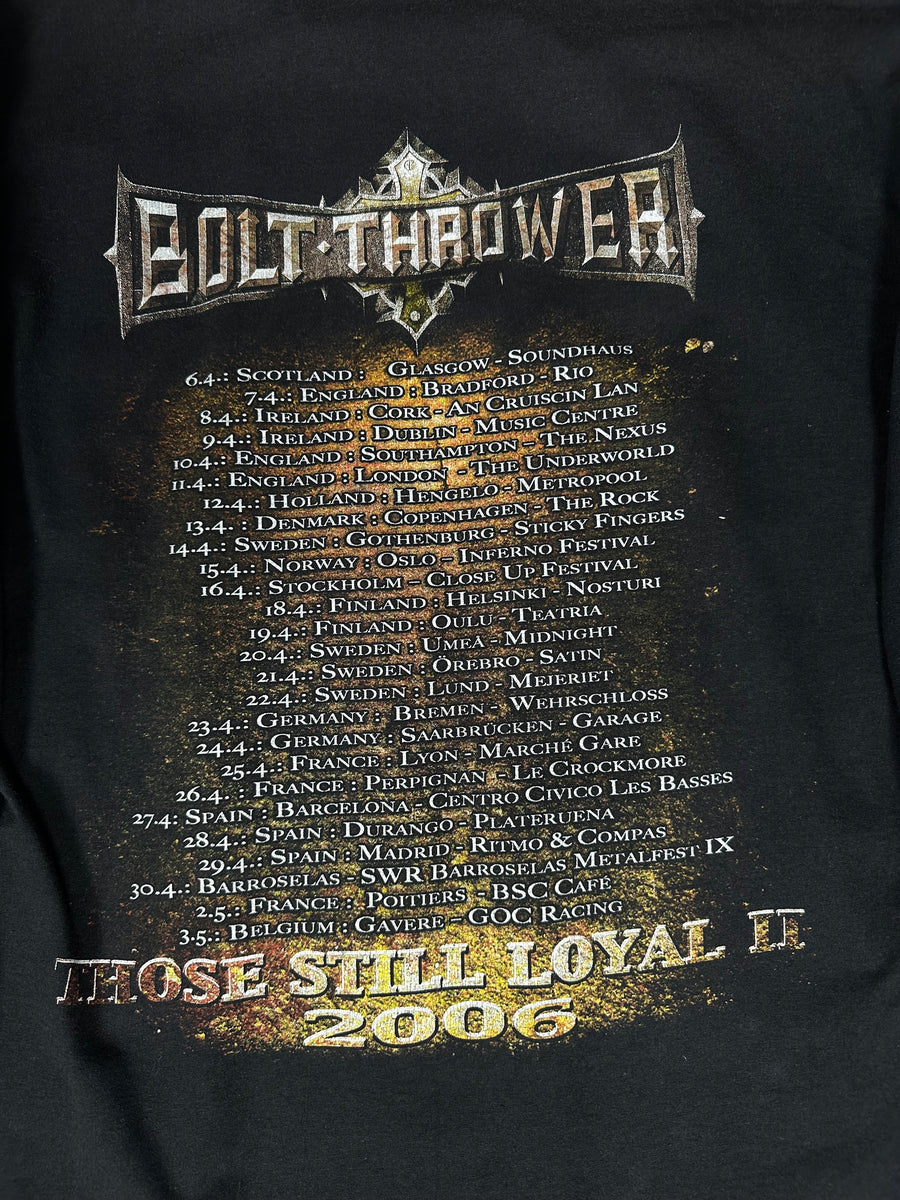 BOLT·THROWER
6.4.: Scotland : Glasgow - Soundhaus
7.4.: England : Bradford - Rio
8.4.: Ireland : Cork - An Cruiscin Lan
9.4.: Ireland : Dublin - Music Centre
10.4.: England : Southampton - The Nexus
11.4.: England : London - The Underworld
12.4.: Holland : Hengelo - Metropool
13.4. : Denmark : Copenhagen - The Rock
14.4.: Sweden : Gothenburg - Sticky Fingers
15.4.: Norway : Oslo - Inferno Festival
16.4.: Stockholm - Close Up Festival
18.4.: Finland : Helsinki - Nosturi
19.4.: Finland : Oulu - Teatria
20.4.: Sweden : Umeå - Midnight
21.4.: Sweden : Örebro - Satin
22.4.: Sweden : Lund - Mejeriet
23.4.: Germany : Bremen - Wehrschloss
24.4.: Germany : Saarbrücken - Garage
25.4.: France : Lyon - Marché Gare
26.4. : France : Perpignan - Le Crockmore
27.4: Spain : Barcelona - Centro Civico Les Basses
28.4.: Spain : Durango - Plateruena
29.4.: Spain : Madrid - Ritmo & Compas
30.4.: Barroselas - SWR Barroselas Metalfest IX
2.5.: France : Poitiers - BSC Café
3.5.: Belgium : Gavere - GOC Racing
THOSE STILL LOYAL II
2006